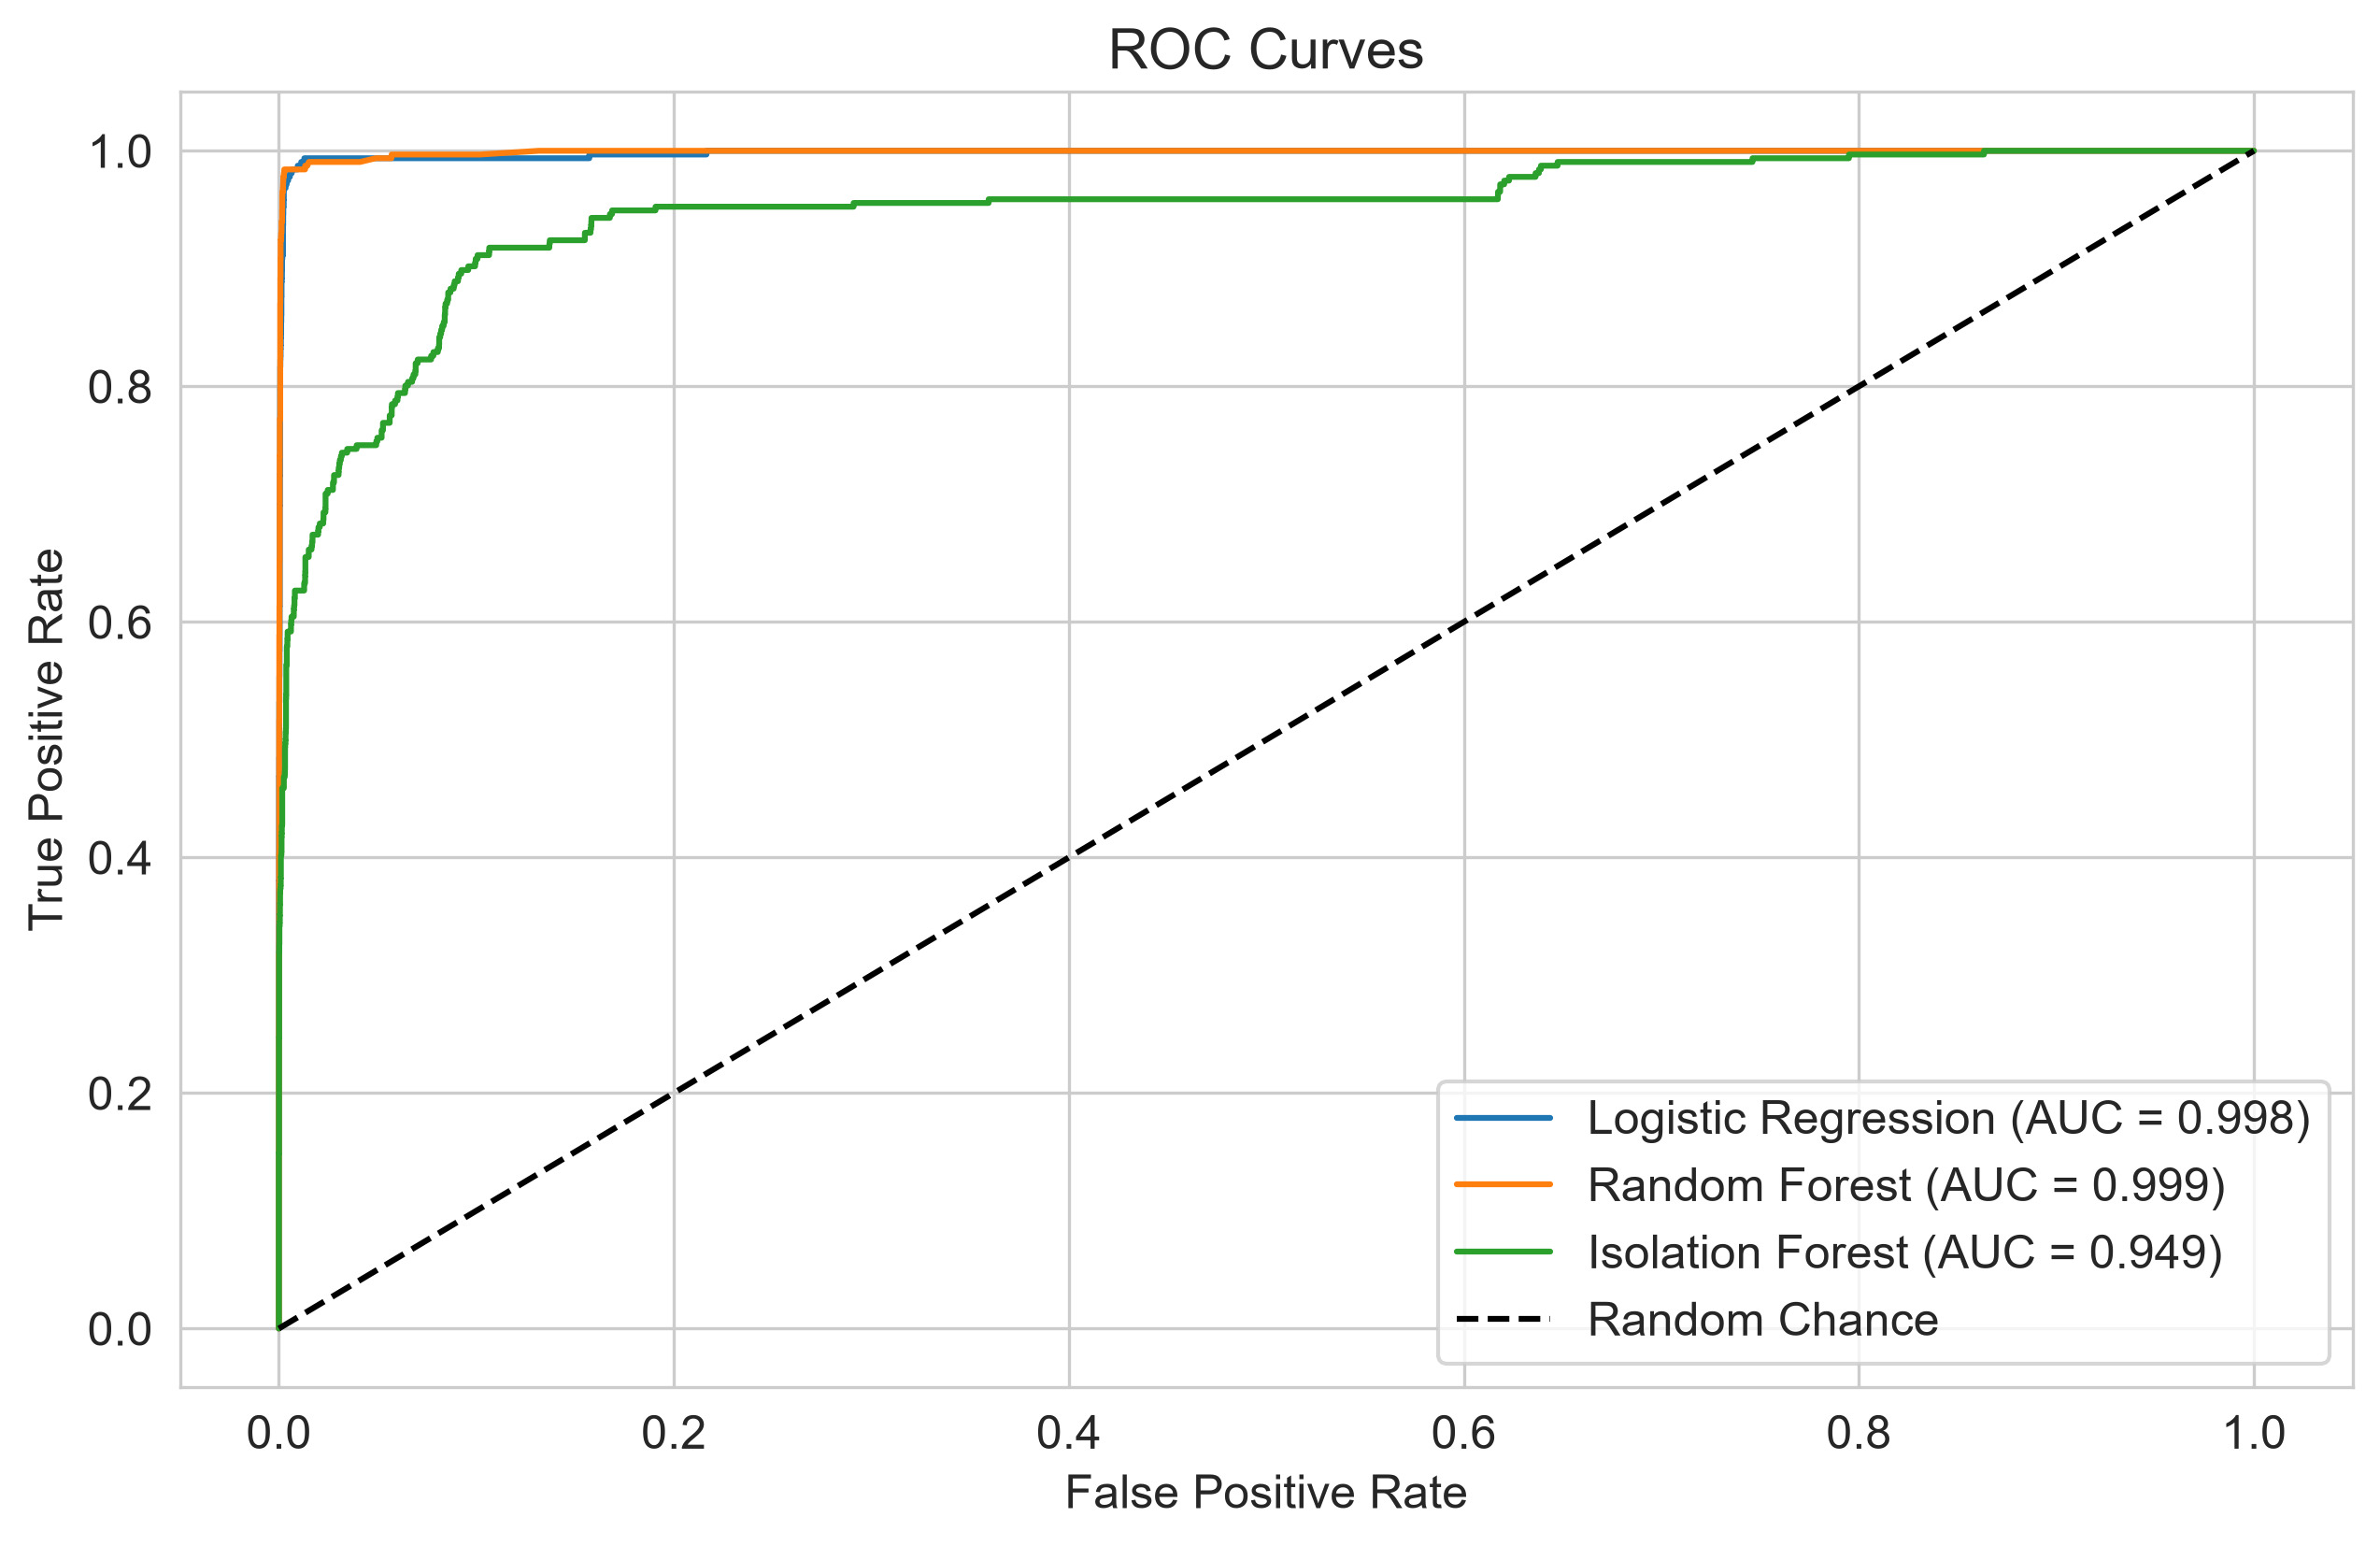 ROC Curves
True Positive Rate
1.0
0.8
0.6
0.4
0.2
0.0
0.0 0.2 0.4 0.6 0.8 1.0
False Positive Rate
Logistic Regression (AUC = 0.998)
Random Forest (AUC = 0.999)
Isolation Forest (AUC = 0.949)
Random Chance